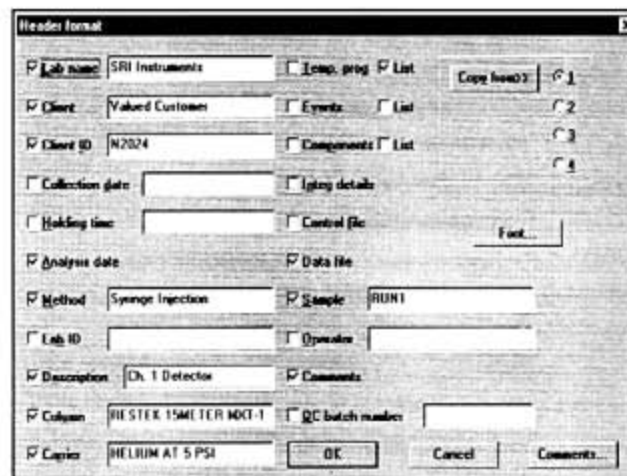 Header format
Lab name SRI Instruments Temp. prog List Copy from>> 1
Client Valued Customer Events List 2
Client ID N2024 Components List 3
Collection date Integ details 4
Holding time Control file Font...
Analysis date Data file
Method Syringe Injection Sample RUN1
Lab ID Operator
Description Ch. 1 Detector Comments
Column RESTEK 15METER MXT-1 QC batch number
Carrier HELIUM AT 5 PSI OK Cancel Comments...